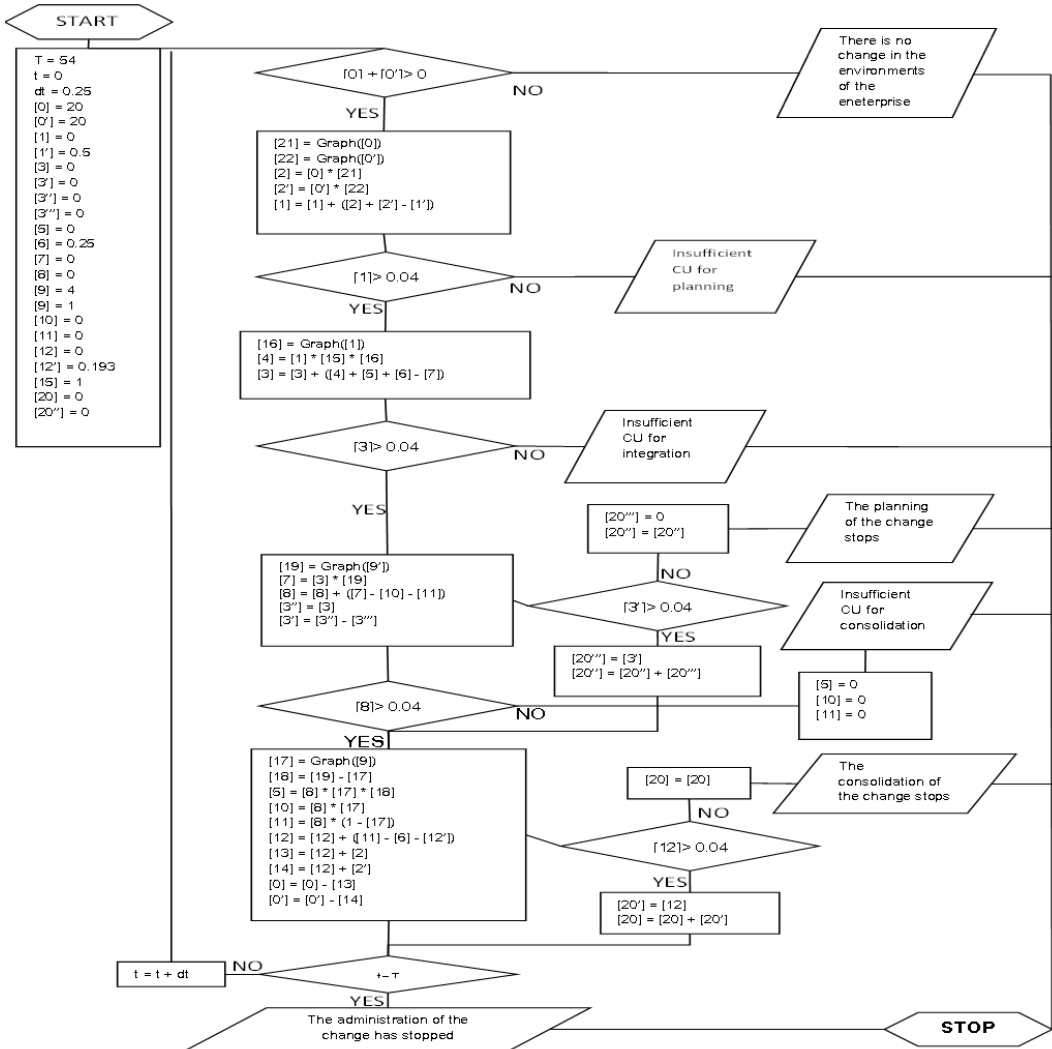 START
T = 54
t = 0
dt = 0.25
[0] = 20
[0'] = 20
[1] = 0
[1'] = 0.5
[3] = 0
[3'] = 0
[3''] = 0
[3'''] = 0
[5] = 0
[6] = 0.25
[7] = 0
[8] = 0
[9] = 4
[9] = 1
[10] = 0
[11] = 0
[12] = 0
[12'] = 0.193
[15] = 1
[20] = 0
[20''] = 0
[0] + [0'] > 0
NO
There is no
change in the
environments
of the
eneterprise
YES
[21] = Graph([0])
[22] = Graph([0'])
[2] = [0] * [21]
[2'] = [0'] * [22]
[1] = [1] + ([2] + [2'] - [1'])
[1] > 0.04
NO
Insufficient
CU for
planning
YES
[16] = Graph([1])
[4] = [1] * [15] * [16]
[3] = [3] + ([4] + [5] + [6] - [7])
[3] > 0.04
NO
Insufficient
CU for
integration
YES
[19] = Graph([9'])
[7] = [3] * [19]
[8] = [8] + ([7] - [10] - [11])
[3''] = [3]
[3'] = [3''] - [3''']
[20'''] = 0
[20''] = [20'']
The planning
of the change
stops
NO
[3'] > 0.04
YES
[20'''] = [3']
[20''] = [20''] + [20''']
Insufficient
CU for
consolidation
[5] = 0
[10] = 0
[11] = 0
[8] > 0.04
NO
YES
[17] = Graph([9])
[18] = [19] - [17]
[5] = [8] * [17] * [18]
[10] = [8] * [17]
[11] = [8] * (1 - [17])
[12] = [12] + ([11] - [6] - [12'])
[13] = [12] + [2]
[14] = [12] + [2']
[0] = [0] - [13]
[0'] = [0'] - [14]
[20] = [20]
The
consolidation of
the change stops
NO
[12] > 0.04
YES
[20'] = [12]
[20] = [20] + [20']
t = t + dt
NO
t=T
YES
The administration of the
change has stopped
STOP